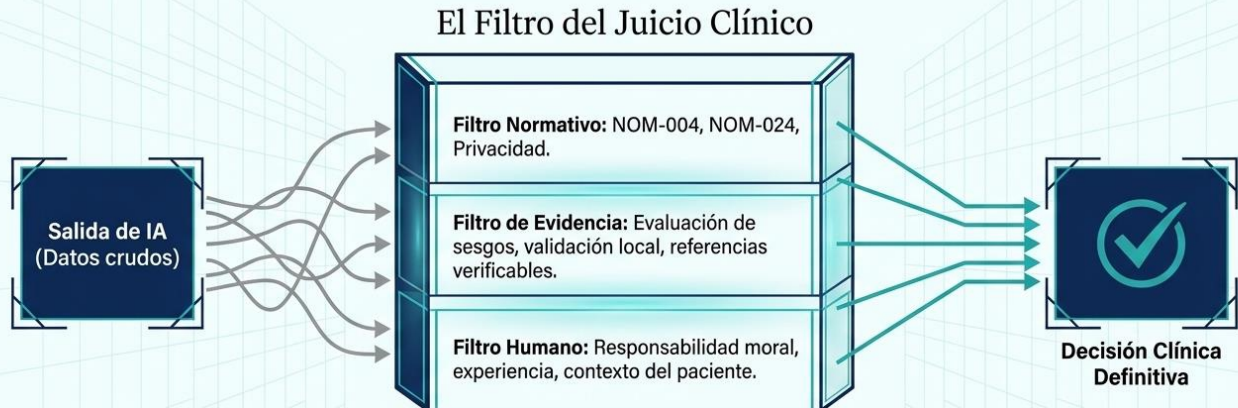 El Filtro del Juicio Clínico
Salida de IA
(Datos crudos)
Filtro Normativo: NOM-004, NOM-024,
Privacidad.
Filtro de Evidencia: Evaluación de
sesgos, validación local, referencias
verificables.
Filtro Humano: Responsabilidad moral,
experiencia, contexto del paciente.
Decisión Clínica
Definitiva